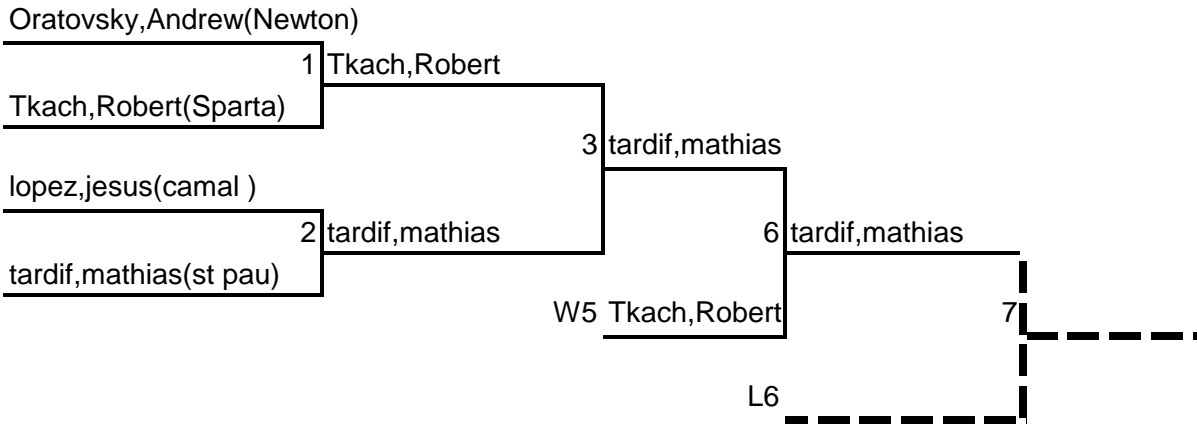 Oratovsky,Andrew(Newton)
1 Tkach,Robert
Tkach,Robert(Sparta)
3 tardif,mathias
lopez,jesus(camal )
2 tardif,mathias
6 tardif,mathias
tardif,mathias(st pau)
W5 Tkach,Robert
7
L6